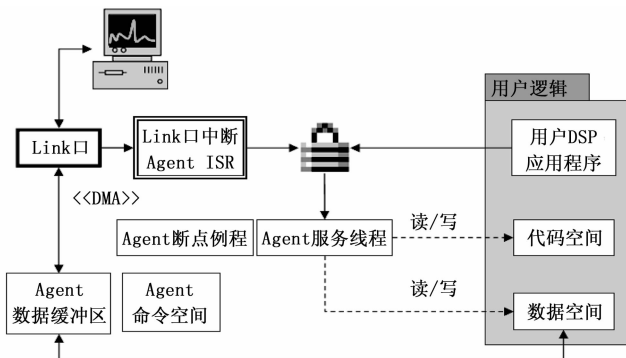 用户逻辑
Link口
Link口中断
Agent ISR
用户DSP
应用程序
<<DMA>>
Agent断点例程
Agent服务线程
读/写
代码空间
Agent
数据缓冲区
Agent
命令空间
读/写
数据空间